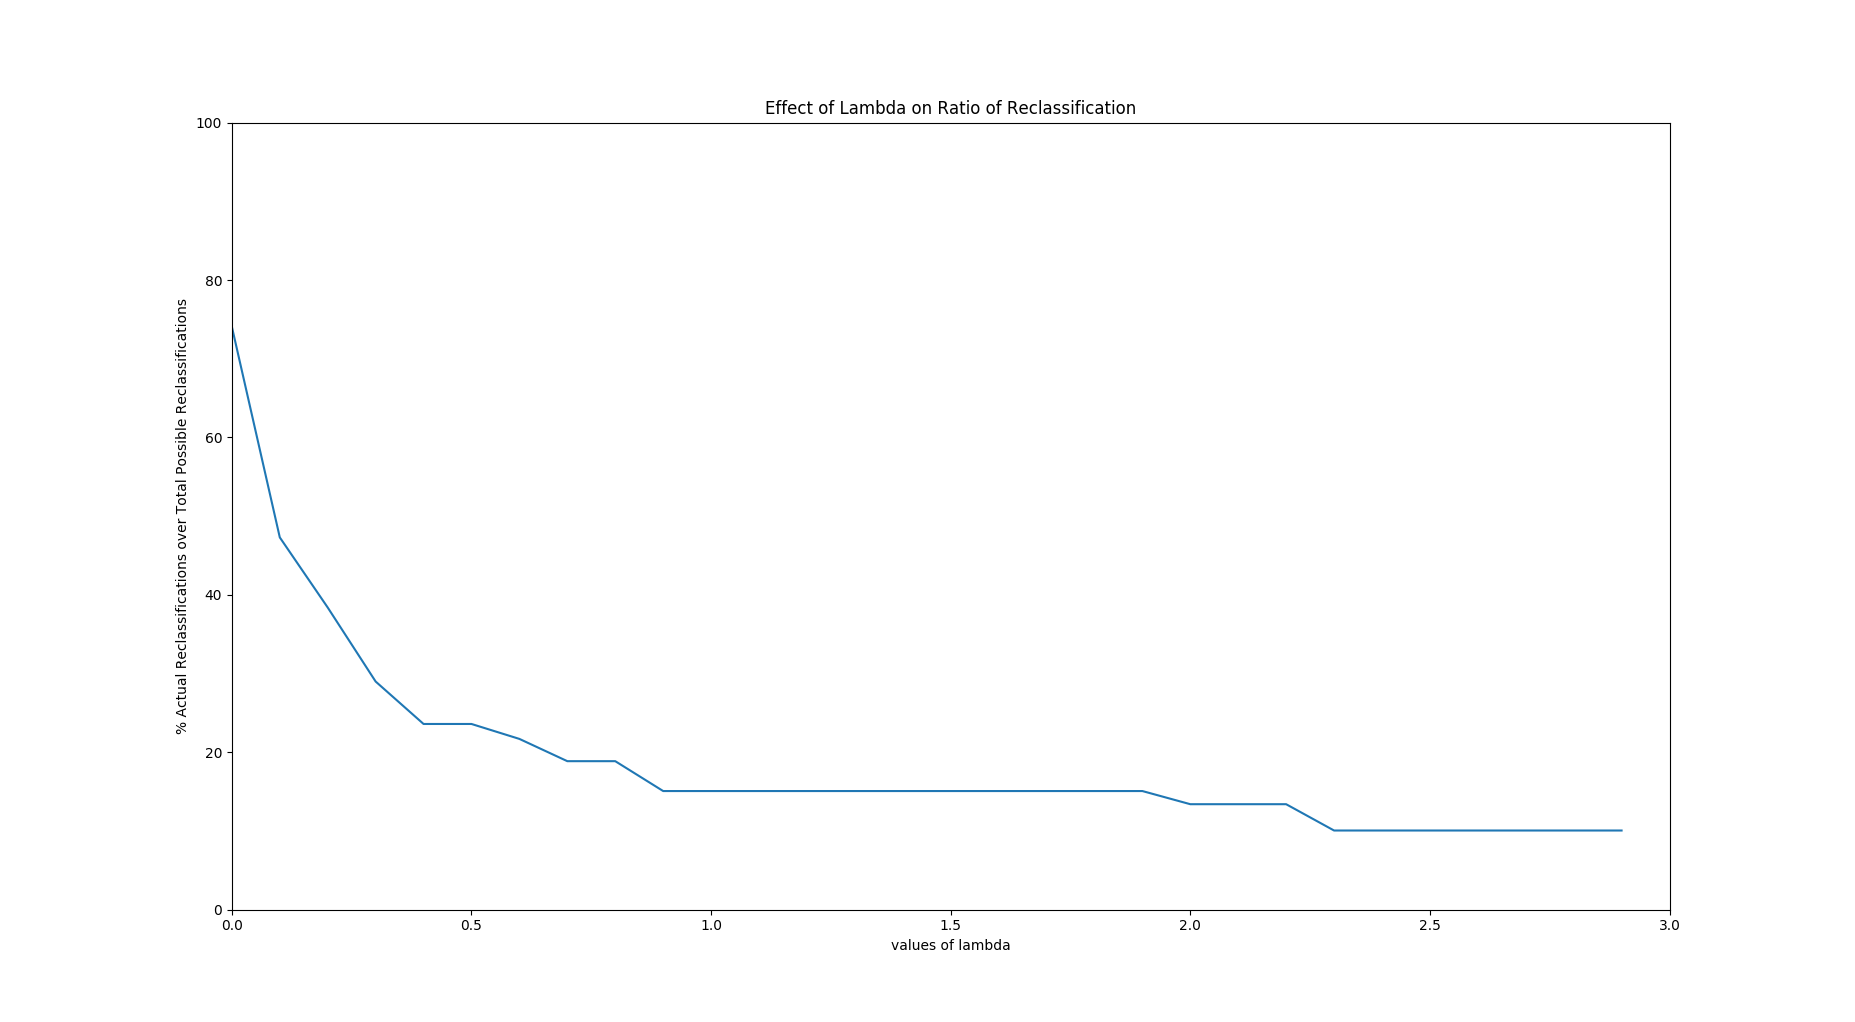 Effect of Lambda on Ratio of Reclassification
100
80
60
40
20
0
% Actual Reclassifications over Total Possible Reclassifications
0.0 0.5 1.0 1.5 2.0 2.5 3.0
values of lambda